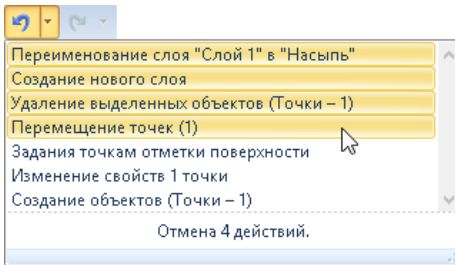 Переименование слоя "Слой 1" в "Насыпь"
Создание нового слоя
Удаление выделенных объектов (Точки – 1)
Перемещение точек (1)
Задания точкам отметки поверхности
Изменение свойств 1 точки
Создание объектов (Точки – 1)
Отмена 4 действий.